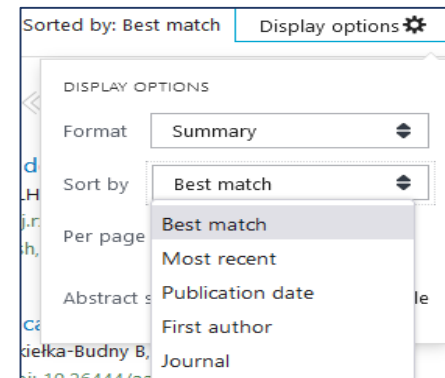 Sorted by: Best match Display options
DISPLAY OPTIONS
Format Summary
Sort by Best match
Best match
Per page
Most recent
Publication date
Abstract s
le
First author
kiełka-Budny B,
Journal